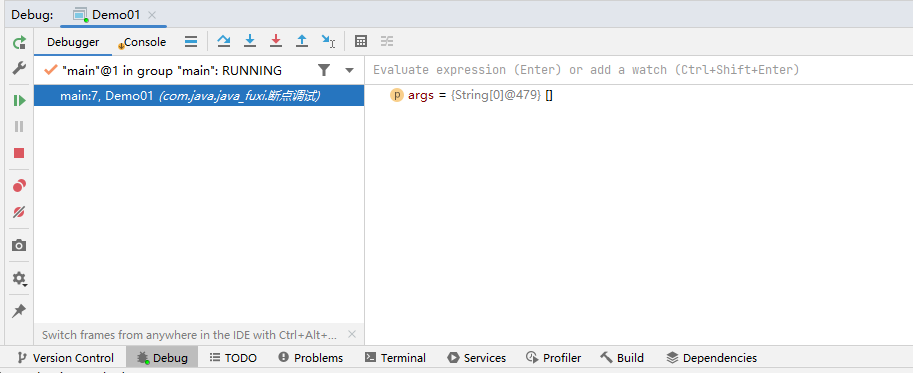 Debug: Demo01
Debugger Console
"main"@1 in group "main": RUNNING
Evaluate expression (Enter) or add a watch (Ctrl+Shift+Enter)
main:7, Demo01 (com.java.java_fuxi.断点调试)
p args = {String[0]@479} []
Switch frames from anywhere in the IDE with Ctrl+Alt+...
Version Control Debug TODO Problems Terminal Services Profiler Build Dependencies